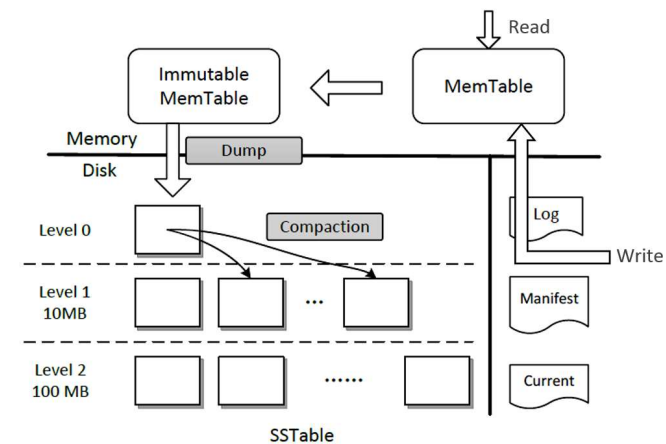 Read
Immutable
MemTable
MemTable
Memory
Dump
Disk
Level 0
Compaction
Log
Write
Level 1
10MB
...
Manifest
Level 2
100 MB
......
Current
SSTable